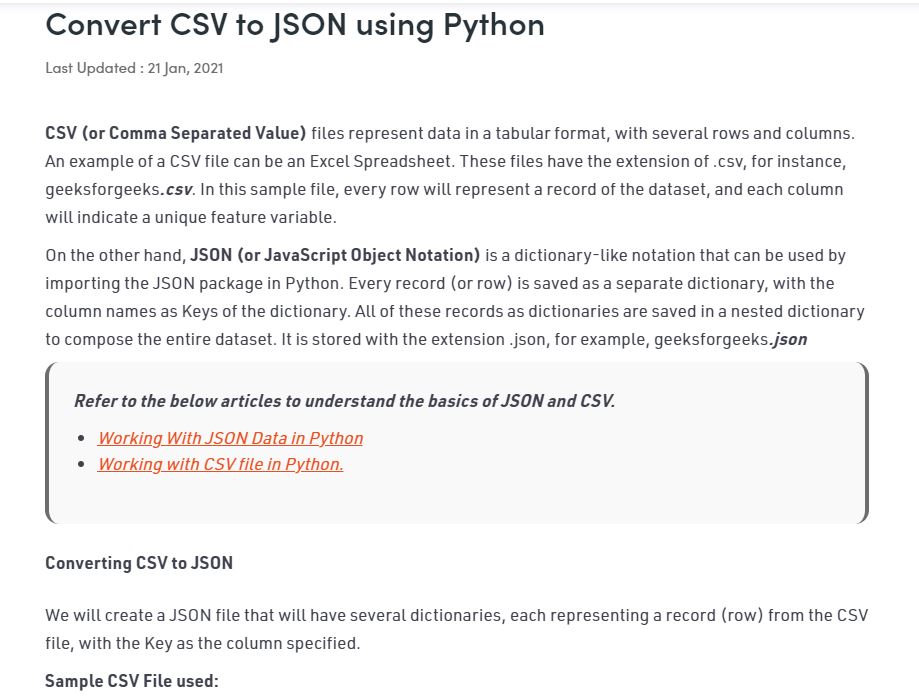 Convert CSV to JSON using Python
Last Updated : 21 Jan, 2021
CSV (or Comma Separated Value) files represent data in a tabular format, with several rows and columns.
An example of a CSV file can be an Excel Spreadsheet. These files have the extension of .csv, for instance,
geeksforgeeks.csv. In this sample file, every row will represent a record of the dataset, and each column
will indicate a unique feature variable.
On the other hand, JSON (or JavaScript Object Notation) is a dictionary-like notation that can be used by
importing the JSON package in Python. Every record (or row) is saved as a separate dictionary, with the
column names as Keys of the dictionary. All of these records as dictionaries are saved in a nested dictionary
to compose the entire dataset. It is stored with the extension .json, for example, geeksforgeeks.json
Refer to the below articles to understand the basics of JSON and CSV.
• Working With JSON Data in Python
• Working with CSV file in Python.
Converting CSV to JSON
We will create a JSON file that will have several dictionaries, each representing a record (row) from the CSV
file, with the Key as the column specified.
Sample CSV File used: